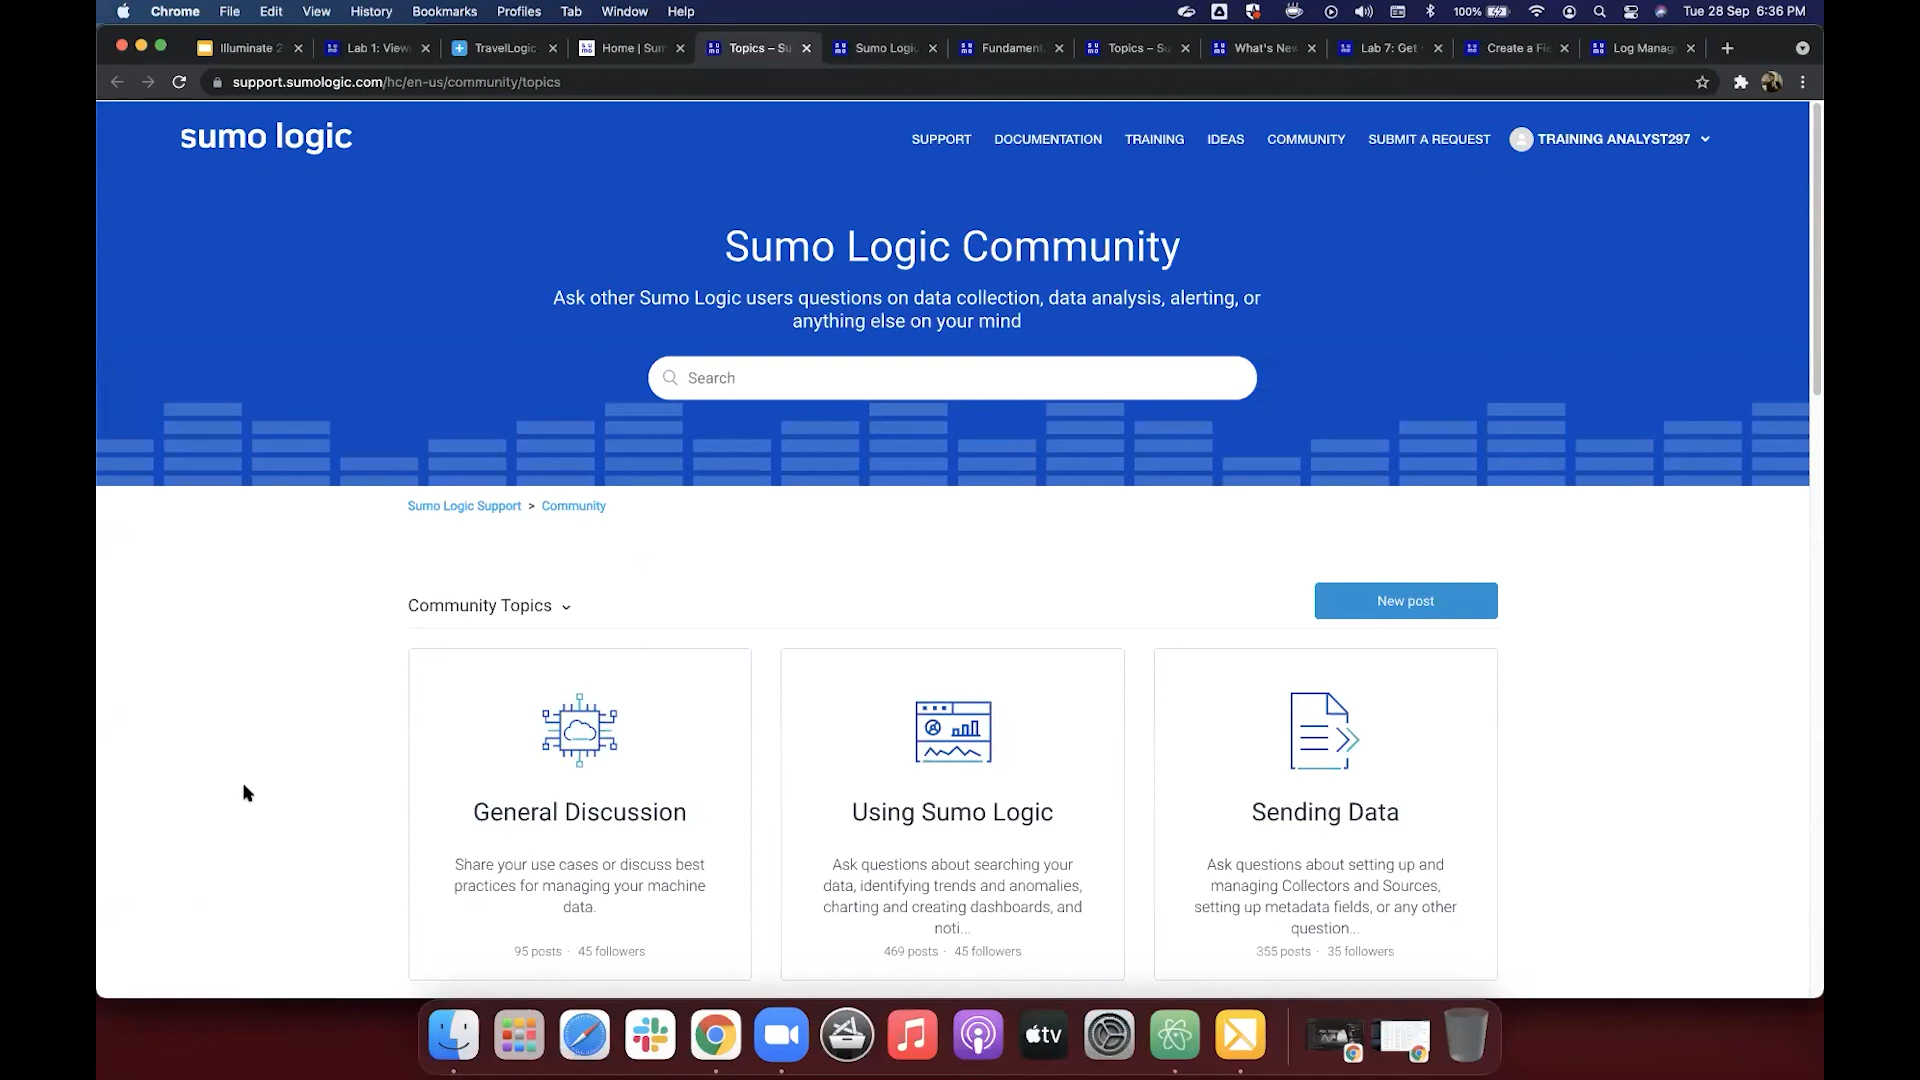 Chrome File Edit View History Bookmarks Profiles Tab Window Help 100% Tue 28 Sep 6:36 PM
Illuminate 2 Lab 1: View TravelLogic Home | Sum Topics – Su Sumo Logic Fundament Topics – Su What's New Lab 7: Get Create a Fie Log Manag
support.sumologic.com/hc/en-us/community/topics
sumo logic
SUPPORT DOCUMENTATION TRAINING IDEAS COMMUNITY SUBMIT A REQUEST TRAINING ANALYST297
Sumo Logic Community
Ask other Sumo Logic users questions on data collection, data analysis, alerting, or
anything else on your mind
Search
Sumo Logic Support > Community
Community Topics
New post
General Discussion
Share your use cases or discuss best
practices for managing your machine
data.
95 posts · 45 followers
Using Sumo Logic
Ask questions about searching your
data, identifying trends and anomalies,
charting and creating dashboards, and
noti...
469 posts · 45 followers
Sending Data
Ask questions about setting up and
managing Collectors and Sources,
setting up metadata fields, or any other
question...
355 posts · 35 followers
tv